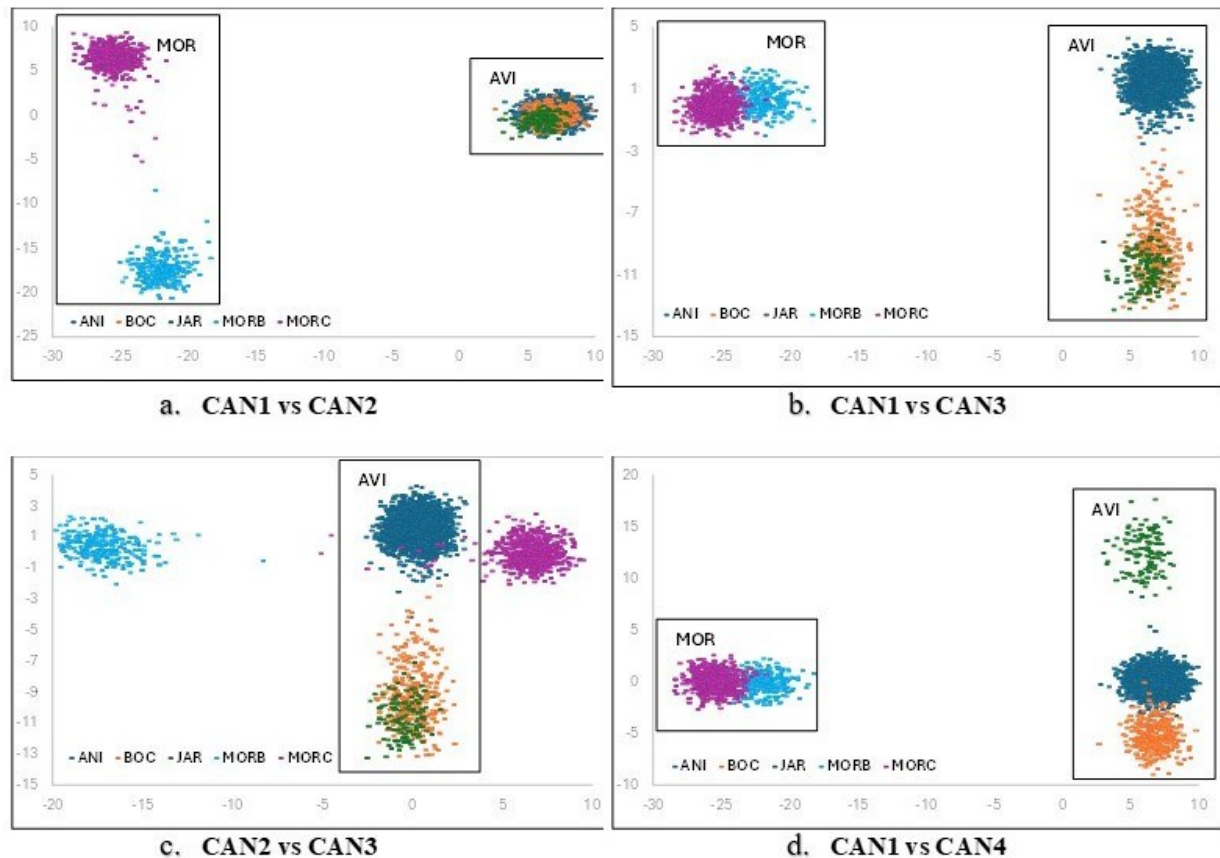 10
5
0
-5
-10
-15
-20
-25
MOR
AVI
ANI BOC JAR MORB MORC
-30 -25 -20 -15 -10 -5 0 5 10
a. CAN1 vs CAN2
5
1
-3
-7
-11
-15
MOR
AVI
ANI BOC JAR MORB MORC
-30 -25 -20 -15 -10 -5 0 5 10
b. CAN1 vs CAN3
5
3
1
-1
-3
-5
-7
-9
-11
-13
-15
AVI
ANI BOC JAR MORB MORC
-20 -15 -10 -5 0 5 10
c. CAN2 vs CAN3
20
15
10
5
0
-5
-10
AVI
MOR
ANI BOC JAR MORB MORC
-30 -25 -20 -15 -10 -5 0 5 10
d. CAN1 vs CAN4